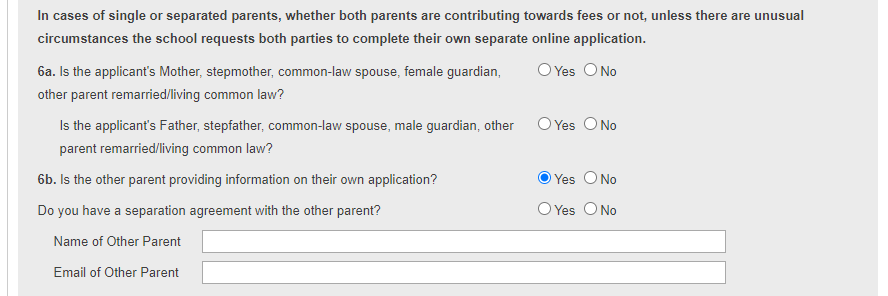 In cases of single or separated parents, whether both parents are contributing towards fees or not, unless there are unusual
circumstances the school requests both parties to complete their own separate online application.
6a. Is the applicant's Mother, stepmother, common-law spouse, female guardian, Yes No
other parent remarried/living common law?
Is the applicant's Father, stepfather, common-law spouse, male guardian, other Yes No
parent remarried/living common law?
6b. Is the other parent providing information on their own application? Yes No
Do you have a separation agreement with the other parent? Yes No
Name of Other Parent
Email of Other Parent